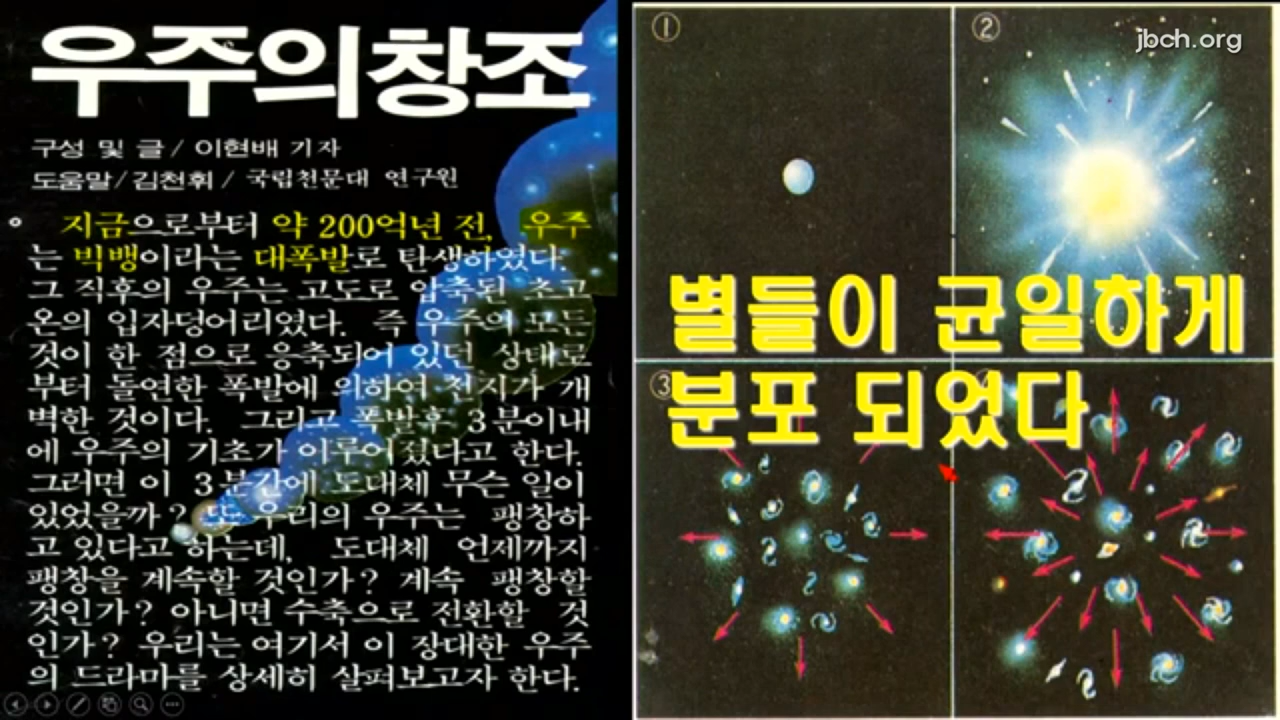 우주의창조
구성 및 글 / 이현배 기자
도움말 / 김천휘 / 국립천문대 연구원
지금으로부터 약 200억년 전, 우주
는 빅뱅이라는 대폭발로 탄생하였다.
그 직후의 우주는 고도로 압축된 초고
온의 입자덩어리였다. 즉 우주의 모든
것이 한 점으로 응축되어 있던 상태로
부터 돌연한 폭발에 의하여 천지가 개
벽한 것이다. 그리고 폭발후 3분이내
에 우주의 기초가 이루어졌다고 한다.
그러면 이 3분간에 도대체 무슨 일이
있었을까? 또 우리의 우주는 팽창하
고 있다고 하는데, 도대체 언제까지
팽창을 계속할 것인가? 계속 팽창할
것인가? 아니면 수축으로 전환할 것
인가? 우리는 여기서 이 장대한 우주
의 드라마를 상세히 살펴보고자 한다.
①
②
jbch.org
별들이 균일하게
분포 되었다
③